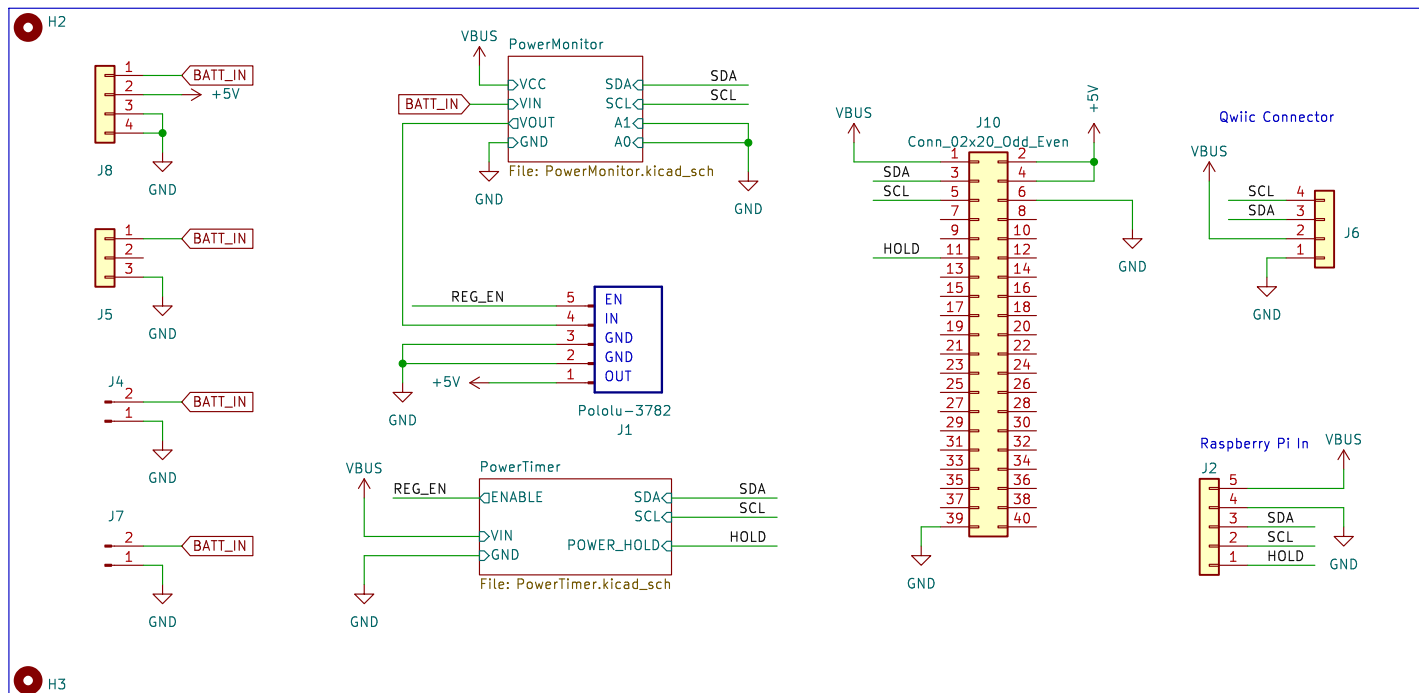 H2
1
BATT_IN
2
+5V
3
4
J8
GND
1
BATT_IN
2
3
J5
GND
J4
2
BATT_IN
1
GND
J7
2
BATT_IN
1
GND
H3
VBUS
PowerMonitor
VCC
SDA
SDA
BATT_IN
VIN
SCL
SCL
VOUT
A1
GND
A0
File: PowerMonitor.kicad_sch
GND
GND
REG_EN
5
EN
4
IN
3
GND
2
GND
+5V
1
OUT
GND
Pololu-3782
J1
VBUS
PowerTimer
REG_EN
ENABLE
SDA
SDA
SCL
SCL
VIN
POWER_HOLD
HOLD
GND
File: PowerTimer.kicad_sch
GND
VBUS
+5V
J10
Conn_02x20_Odd_Even
1
2
SDA
3
4
SCL
5
6
7
8
9
10
HOLD
11
12
GND
13
14
15
16
17
18
19
20
21
22
23
24
25
26
27
28
29
30
31
32
33
34
35
36
37
38
39
40
GND
Qwiic Connector
VBUS
SCL
4
SDA
3
2
J6
1
GND
Raspberry Pi In
VBUS
J2
5
4
3
SDA
2
SCL
1
HOLD
GND